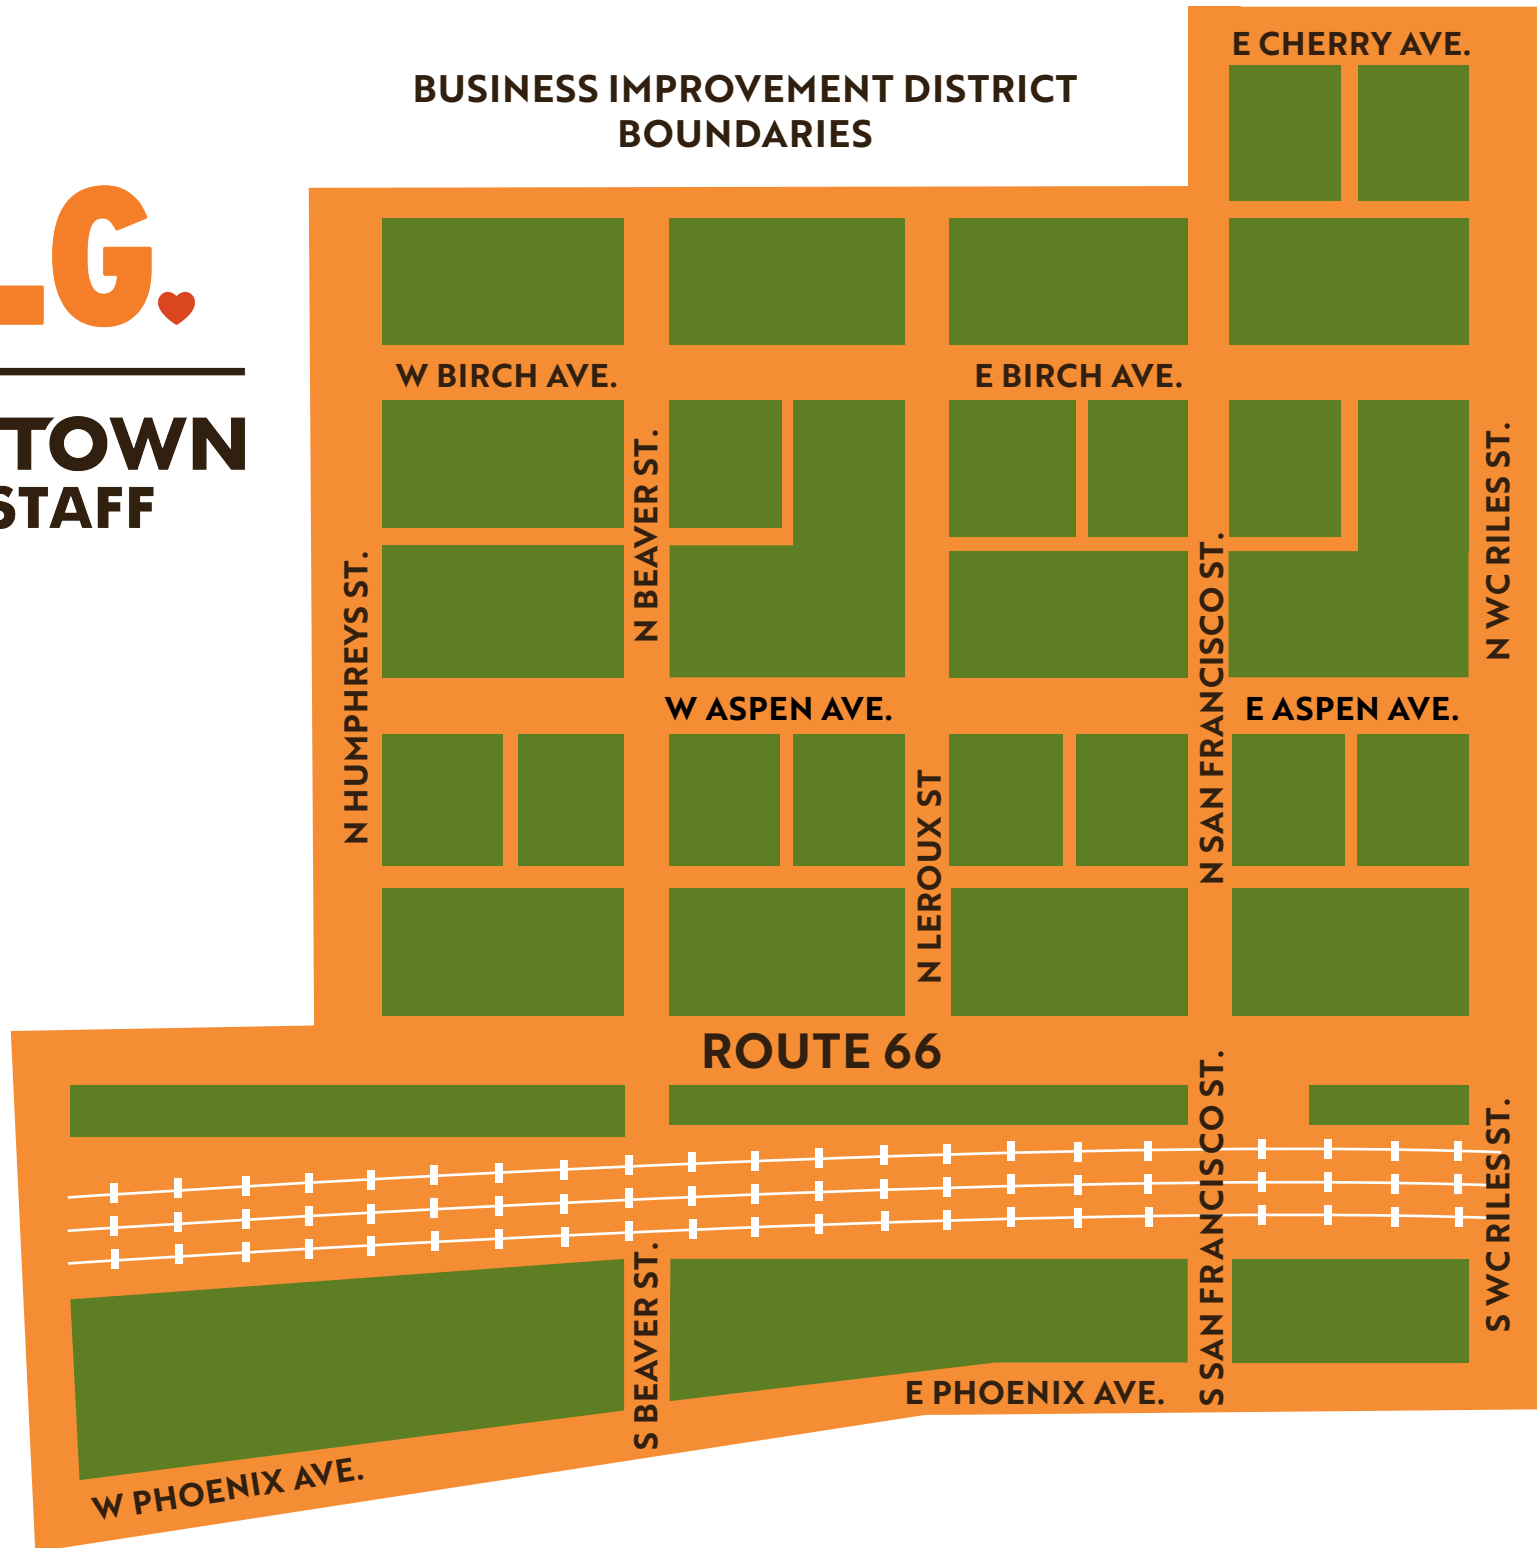 E CHERRY AVE.
BUSINESS IMPROVEMENT DISTRICT
BOUNDARIES
LG.
TOWN
STAFF
W BIRCH AVE.
E BIRCH AVE.
N HUMPHREYS ST.
N BEAVER ST.
N SAN FRANCISCO ST.
N WC RILES ST.
W ASPEN AVE.
E ASPEN AVE.
N LEROUX ST
ROUTE 66
S BEAVER ST.
S SAN FRANCISCO ST.
S WC RILES ST.
E PHOENIX AVE.
W PHOENIX AVE.